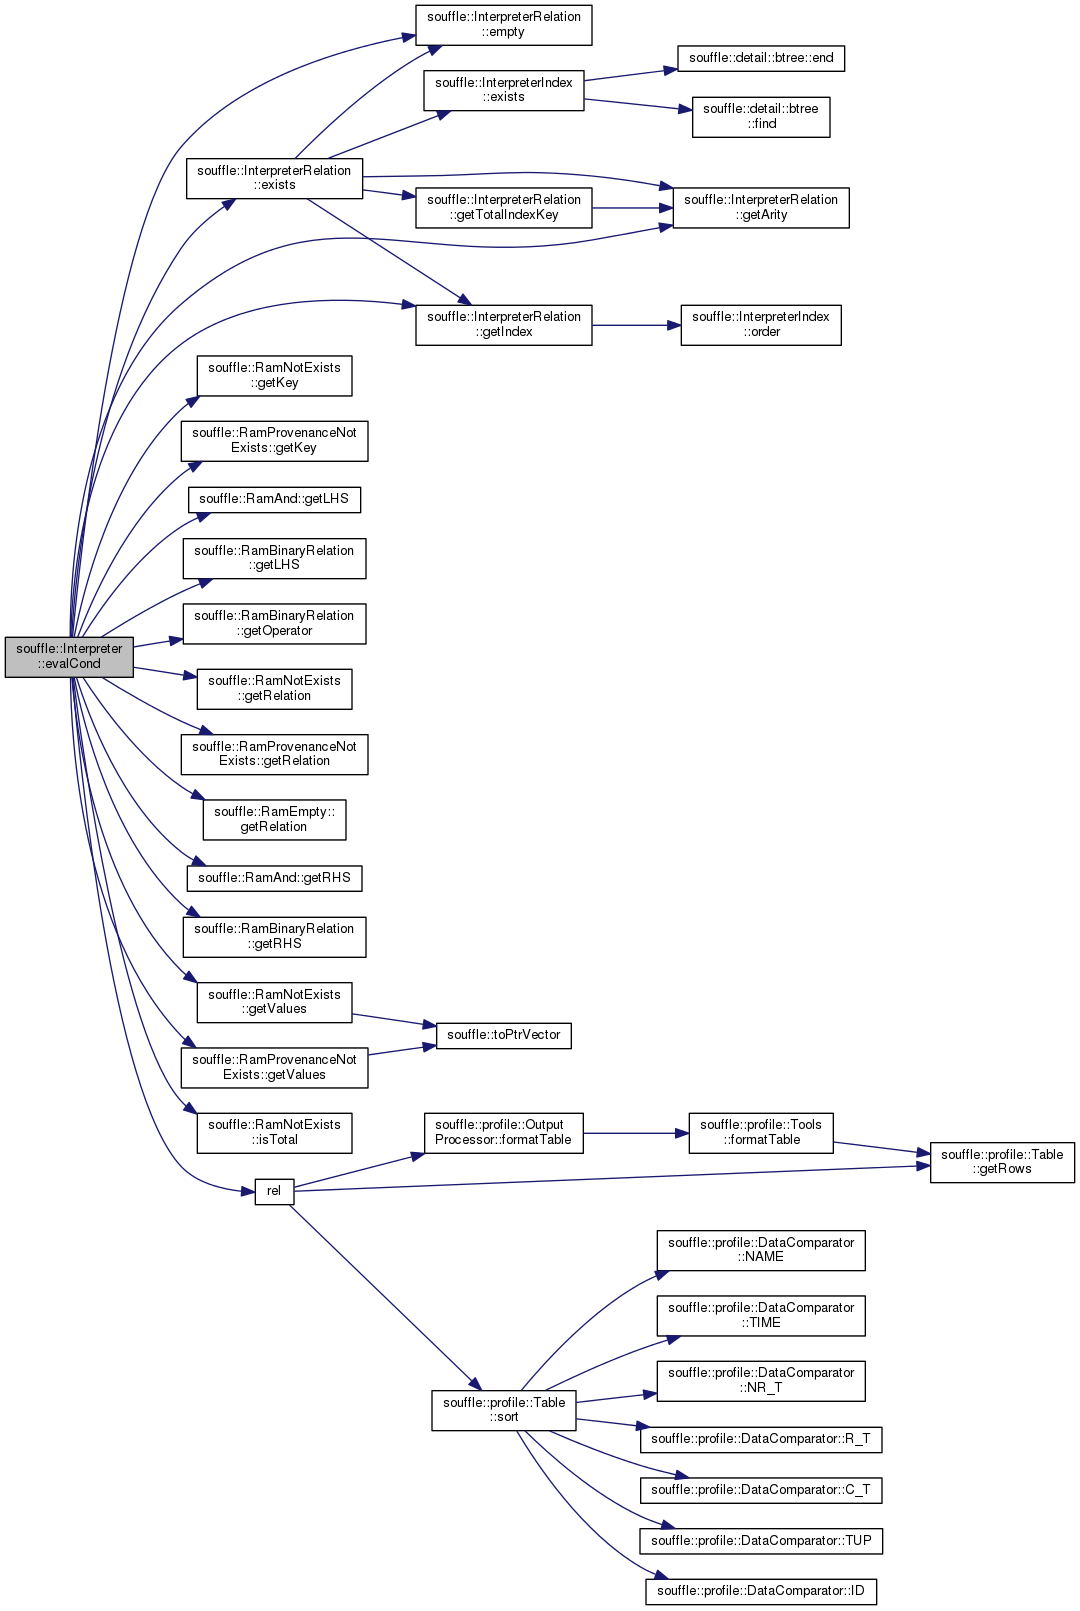 souffle::InterpreterRelation
::empty
souffle::detail::btree::end
souffle::InterpreterIndex
::exists
souffle::detail::btree
::find
souffle::InterpreterRelation
::exists
souffle::InterpreterRelation
::getTotalIndexKey
souffle::InterpreterRelation
::getArity
souffle::InterpreterRelation
::getIndex
souffle::InterpreterIndex
::order
souffle::RamNotExists
::getKey
souffle::RamProvenanceNot
Exists::getKey
souffle::RamAnd::getLHS
souffle::RamBinaryRelation
::getLHS
souffle::RamBinaryRelation
::getOperator
souffle::Interpreter
::evalCond
souffle::RamNotExists
::getRelation
souffle::RamProvenanceNot
Exists::getRelation
souffle::RamEmpty::
getRelation
souffle::RamAnd::getRHS
souffle::RamBinaryRelation
::getRHS
souffle::RamNotExists
::getValues
souffle::toPtrVector
souffle::RamProvenanceNot
Exists::getValues
souffle::RamNotExists
::isTotal
souffle::profile::Output
Processor::formatTable
souffle::profile::Tools
::formatTable
souffle::profile::Table
::getRows
rel
souffle::profile::DataComparator
::NAME
souffle::profile::DataComparator
::TIME
souffle::profile::DataComparator
::NR_T
souffle::profile::Table
::sort
souffle::profile::DataComparator::R_T
souffle::profile::DataComparator::C_T
souffle::profile::DataComparator::TUP
souffle::profile::DataComparator::ID